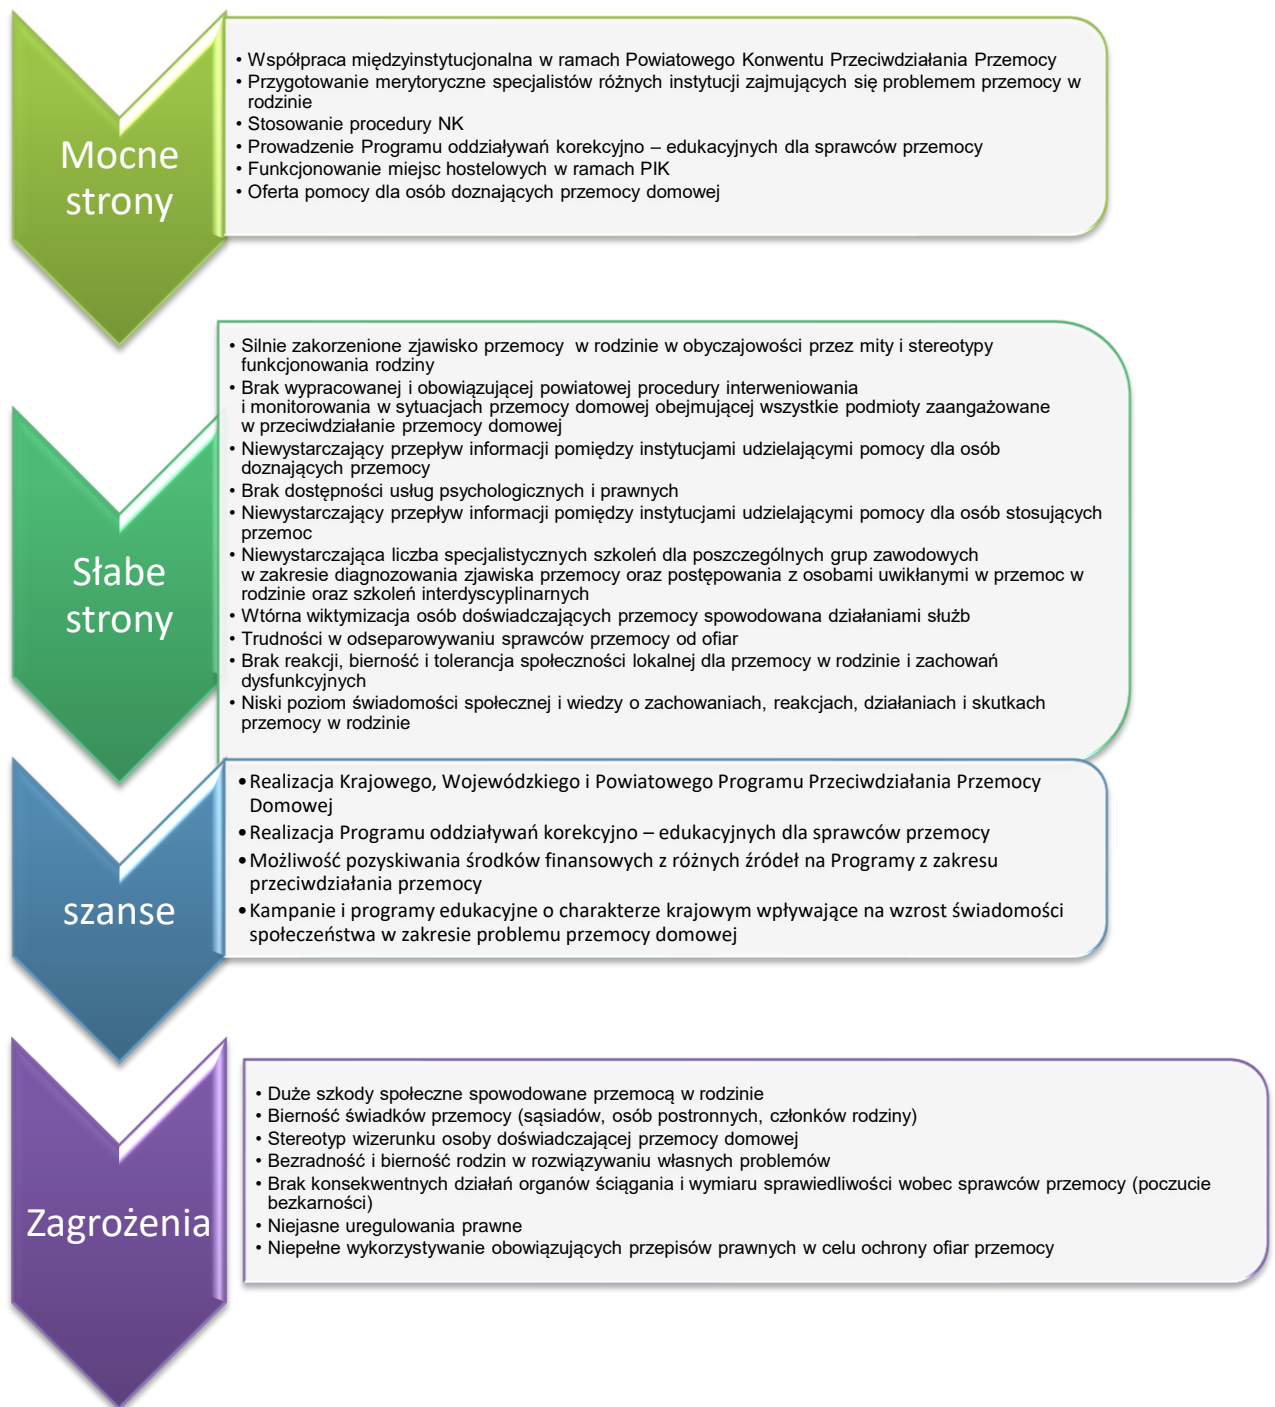 Mocne
strony
• Współpraca międzyinstytucjonalna w ramach Powiatowego Konwentu Przeciwdziałania Przemocy
• Przygotowanie merytoryczne specjalistów różnych instytucji zajmujących się problemem przemocy w
rodzinie
• Stosowanie procedury NK
• Prowadzenie Programu oddziaływań korekcyjno – edukacyjnych dla sprawców przemocy
• Funkcjonowanie miejsc hostelowych w ramach PIK
• Oferta pomocy dla osób doznających przemocy domowej
Słabe
strony
• Silnie zakorzenione zjawisko przemocy w rodzinie w obyczajowości przez mity i stereotypy
funkcjonowania rodziny
• Brak wypracowanej i obowiązującej powiatowej procedury interweniowania
i monitorowania w sytuacjach przemocy domowej obejmującej wszystkie podmioty zaangażowane
w przeciwdziałanie przemocy domowej
• Niewystarczający przepływ informacji pomiędzy instytucjami udzielającymi pomocy dla osób
doznających przemocy
• Brak dostępności usług psychologicznych i prawnych
• Niewystarczający przepływ informacji pomiędzy instytucjami udzielającymi pomocy dla osób stosujących
przemoc
• Niewystarczająca liczba specjalistycznych szkoleń dla poszczególnych grup zawodowych
w zakresie diagnozowania zjawiska przemocy oraz postępowania z osobami uwikłanymi w przemoc w
rodzinie oraz szkoleń interdyscyplinarnych
• Wtórna wiktymizacja osób doświadczających przemocy spowodowana działaniami służb
• Trudności w odseparowywaniu sprawców przemocy od ofiar
• Brak reakcji, bierność i tolerancja społeczności lokalnej dla przemocy w rodzinie i zachowań
dysfunkcyjnych
• Niski poziom świadomości społecznej i wiedzy o zachowaniach, reakcjach, działaniach i skutkach
przemocy w rodzinie
szanse
• Realizacja Krajowego, Wojewódzkiego i Powiatowego Programu Przeciwdziałania Przemocy
Domowej
• Realizacja Programu oddziaływań korekcyjno – edukacyjnych dla sprawców przemocy
• Możliwość pozyskiwania środków finansowych z różnych źródeł na Programy z zakresu
przeciwdziałania przemocy
• Kampanie i programy edukacyjne o charakterze krajowym wpływające na wzrost świadomości
społeczeństwa w zakresie problemu przemocy domowej
Zagrożenia
• Duże szkody społeczne spowodowane przemocą w rodzinie
• Bierność świadków przemocy (sąsiadów, osób postronnych, członków rodziny)
• Stereotyp wizerunku osoby doświadczającej przemocy domowej
• Bezradność i bierność rodzin w rozwiązywaniu własnych problemów
• Brak konsekwentnych działań organów ściągania i wymiaru sprawiedliwości wobec sprawców przemocy (poczucie
bezkarności)
• Niejasne uregulowania prawne
• Niepełne wykorzystywanie obowiązujących przepisów prawnych w celu ochrony ofiar przemocy